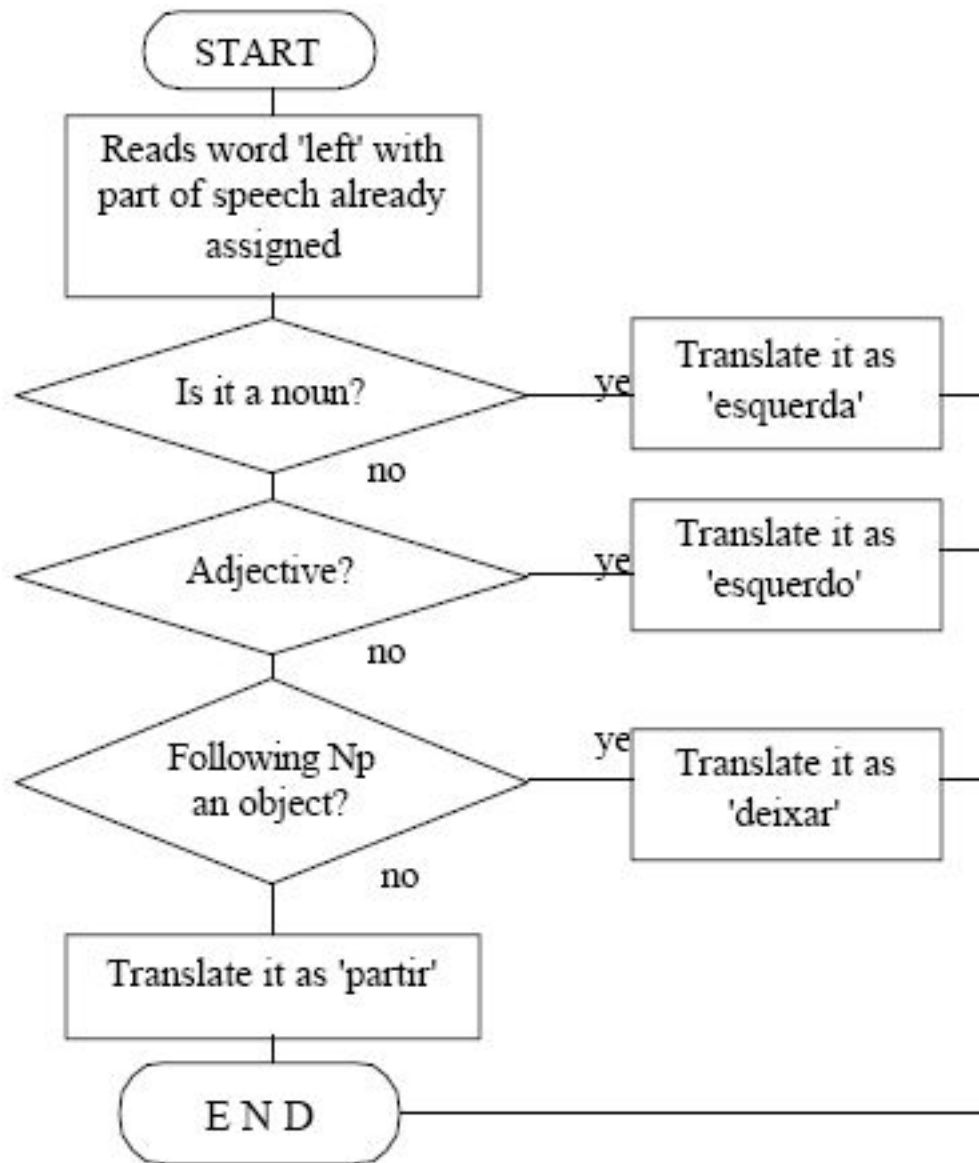 START
Reads word 'left' with
part of speech already
assigned
Is it a noun?
ye
Translate it as
'esquerda'
no
Adjective?
ye
Translate it as
'esquerdo'
no
Following Np
an object?
ye
Translate it as
'deixar'
no
Translate it as 'partir'
E N D